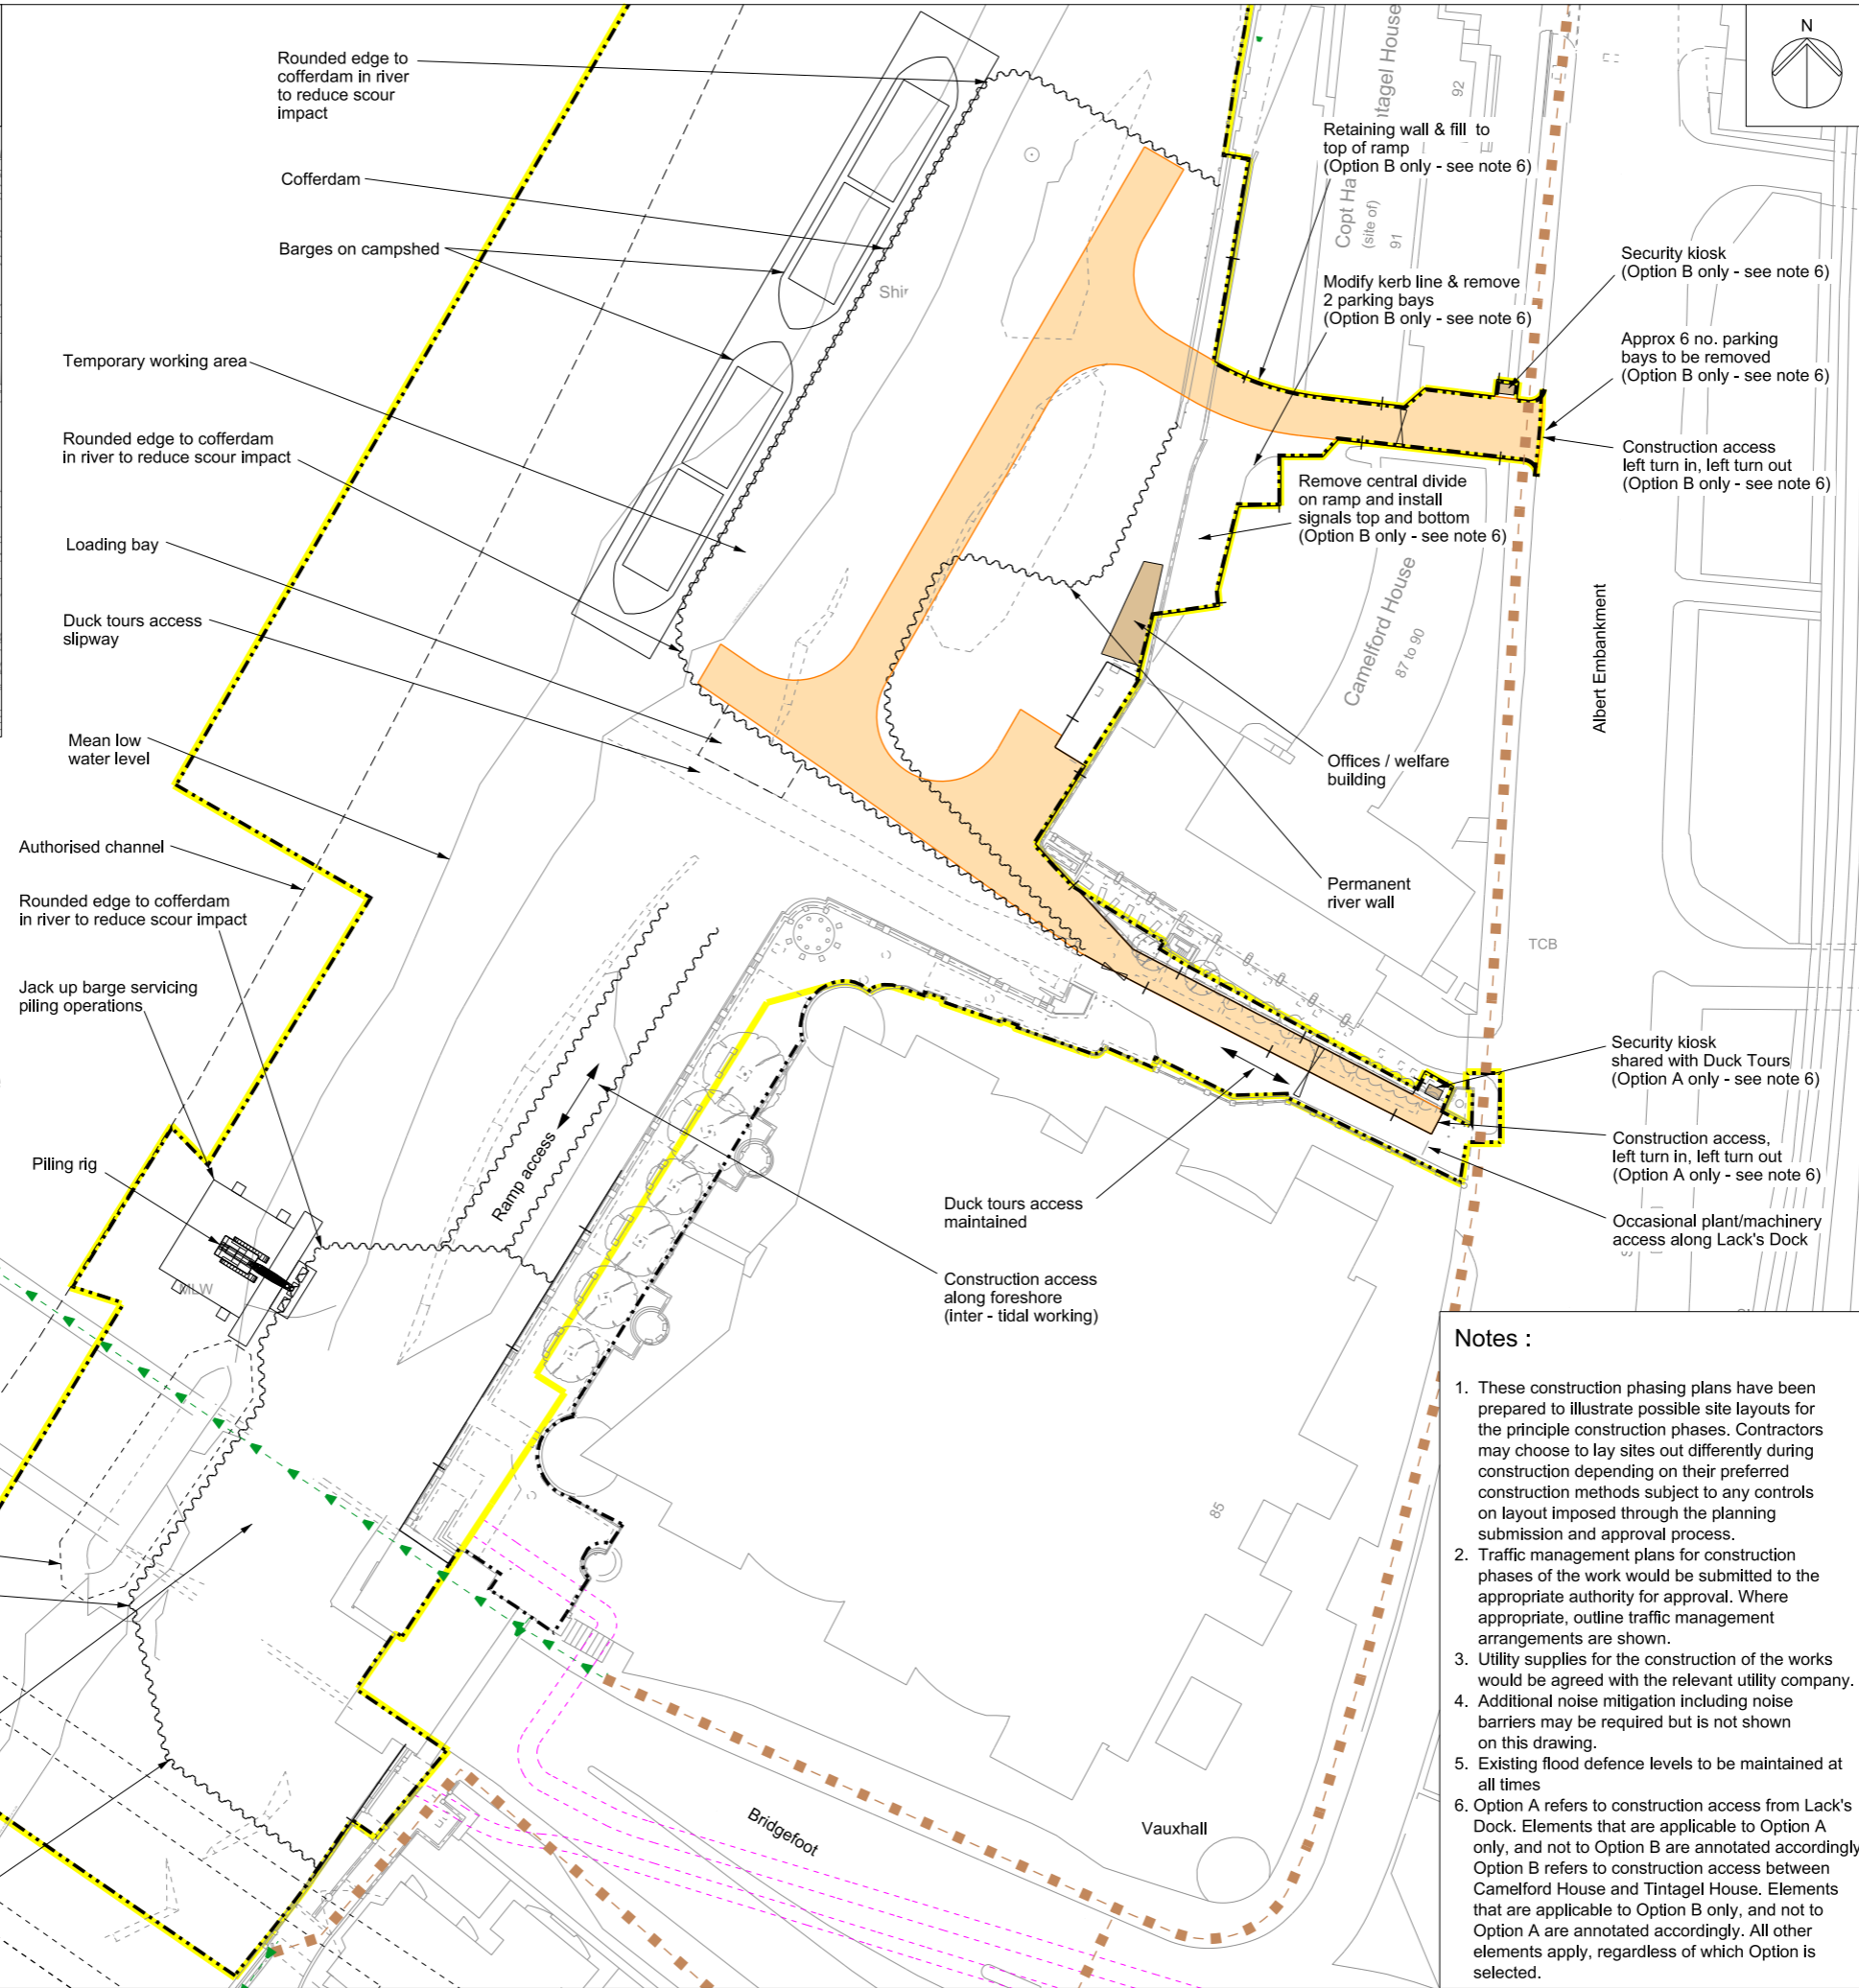 N
Rounded edge to
cofferdam in river
to reduce scour
impact
Cofferdam
Barges on campshed
Temporary working area
Rounded edge to cofferdam
in river to reduce scour impact
Loading bay
Duck tours access
slipway
Mean low
water level
Authorised channel
Rounded edge to cofferdam
in river to reduce scour impact
Jack up barge servicing
piling operations
Piling rig
MLW
Ramp access
Copt Ha
(site of)
91
92
tagel House
Retaining wall & fill to
top of ramp
(Option B only - see note 6)
Modify kerb line & remove
2 parking bays
(Option B only - see note 6)
Remove central divide
on ramp and install
signals top and bottom
(Option B only - see note 6)
Security kiosk
(Option B only - see note 6)
Approx 6 no. parking
bays to be removed
(Option B only - see note 6)
Construction access
left turn in, left turn out
(Option B only - see note 6)
Camelford House
87 to 90
Albert Embankment
Offices / welfare
building
Permanent
river wall
TCB
Security kiosk
shared with Duck Tours
(Option A only - see note 6)
Construction access,
left turn in, left turn out
(Option A only - see note 6)
Occasional plant/machinery
access along Lack's Dock
Duck tours access
maintained
Construction access
along foreshore
(inter - tidal working)
85
Bridgefoot
Vauxhall
Notes :
1. These construction phasing plans have been
prepared to illustrate possible site layouts for
the principle construction phases. Contractors
may choose to lay sites out differently during
construction depending on their preferred
construction methods subject to any controls
on layout imposed through the planning
submission and approval process.
2. Traffic management plans for construction
phases of the work would be submitted to the
appropriate authority for approval. Where
appropriate, outline traffic management
arrangements are shown.
3. Utility supplies for the construction of the works
would be agreed with the relevant utility company.
4. Additional noise mitigation including noise
barriers may be required but is not shown
on this drawing.
5. Existing flood defence levels to be maintained at
all times
6. Option A refers to construction access from Lack's
Dock. Elements that are applicable to Option A
only, and not to Option B are annotated accordingly
Option B refers to construction access between
Camelford House and Tintagel House. Elements
that are applicable to Option B only, and not to
Option A are annotated accordingly. All other
elements apply, regardless of which Option is
selected.